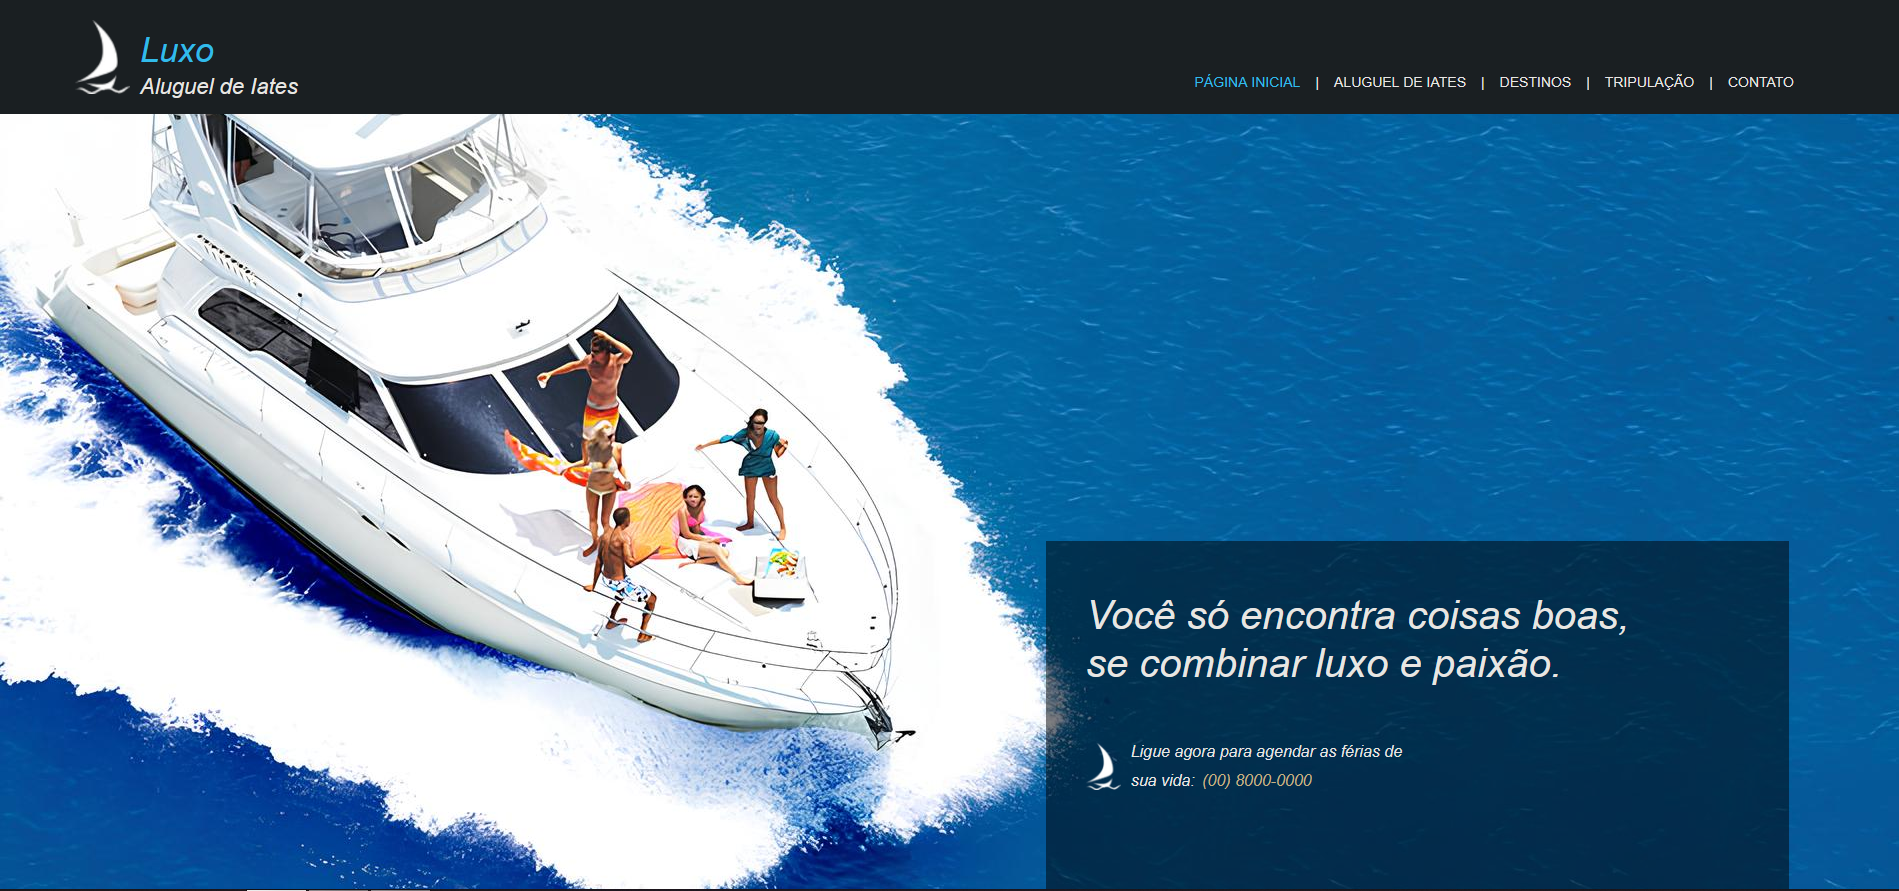 Luxo
Aluguel de Iates
PÁGINA INICIAL | ALUGUEL DE IATES | DESTINOS | TRIPULAÇÃO | CONTATO
Você só encontra coisas boas,
se combinar luxo e paixão.
Ligue agora para agendar as férias de
sua vida: (00) 8000-0000